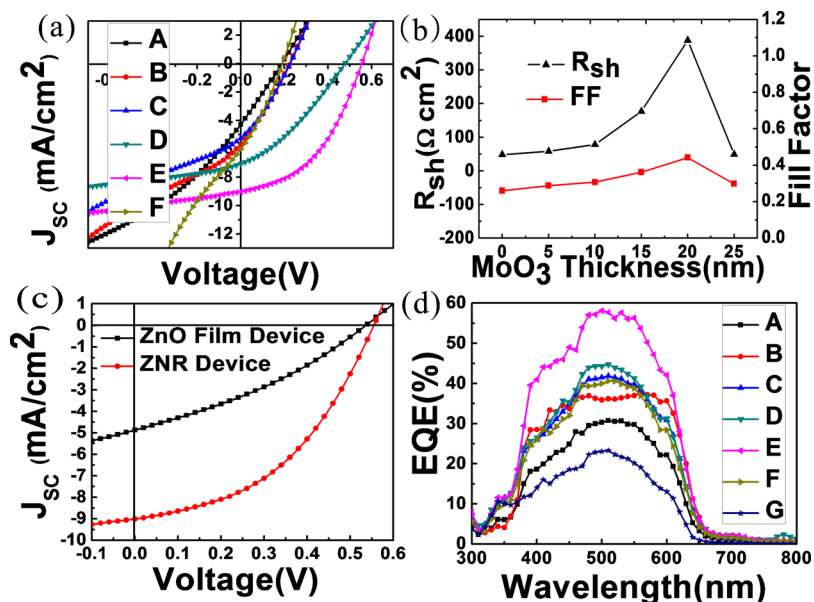 (a)
A
B
C
D
E
F
J_SC (mA/cm²)
4
2
0
-2
-4
-6
-8
-10
-12
-0.2 0.0 0.2 0.4 0.6
Voltage(V)
(b)
R_sh
FF
R_sh(Ω cm²)
400
300
200
100
0
-100
-200
Fill Factor
1.2
1.0
0.8
0.6
0.4
0.2
0.0
0 5 10 15 20 25
MoO₃ Thickness(nm)
(c)
ZnO Film Device
ZNR Device
J_SC (mA/cm²)
1
0
-1
-2
-3
-4
-5
-6
-7
-8
-9
-10
-0.1 0.0 0.1 0.2 0.3 0.4 0.5 0.6
Voltage(V)
(d)
A
B
C
D
E
F
G
EQE(%)
60
50
40
30
20
10
0
300 400 500 600 700 800
Wavelength(nm)